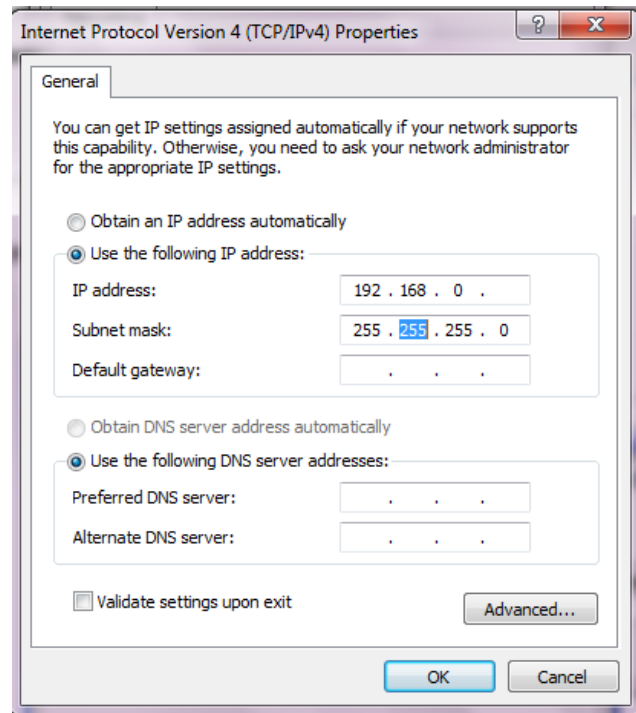 Internet Protocol Version 4 (TCP/IPv4) Properties
General
You can get IP settings assigned automatically if your network supports
this capability. Otherwise, you need to ask your network administrator
for the appropriate IP settings.
Obtain an IP address automatically
Use the following IP address:
IP address: 192 . 168 . 0 .
Subnet mask: 255 . 255 . 255 . 0
Default gateway: . . .
Obtain DNS server address automatically
Use the following DNS server addresses:
Preferred DNS server: . . .
Alternate DNS server: . . .
Validate settings upon exit
Advanced...
OK Cancel